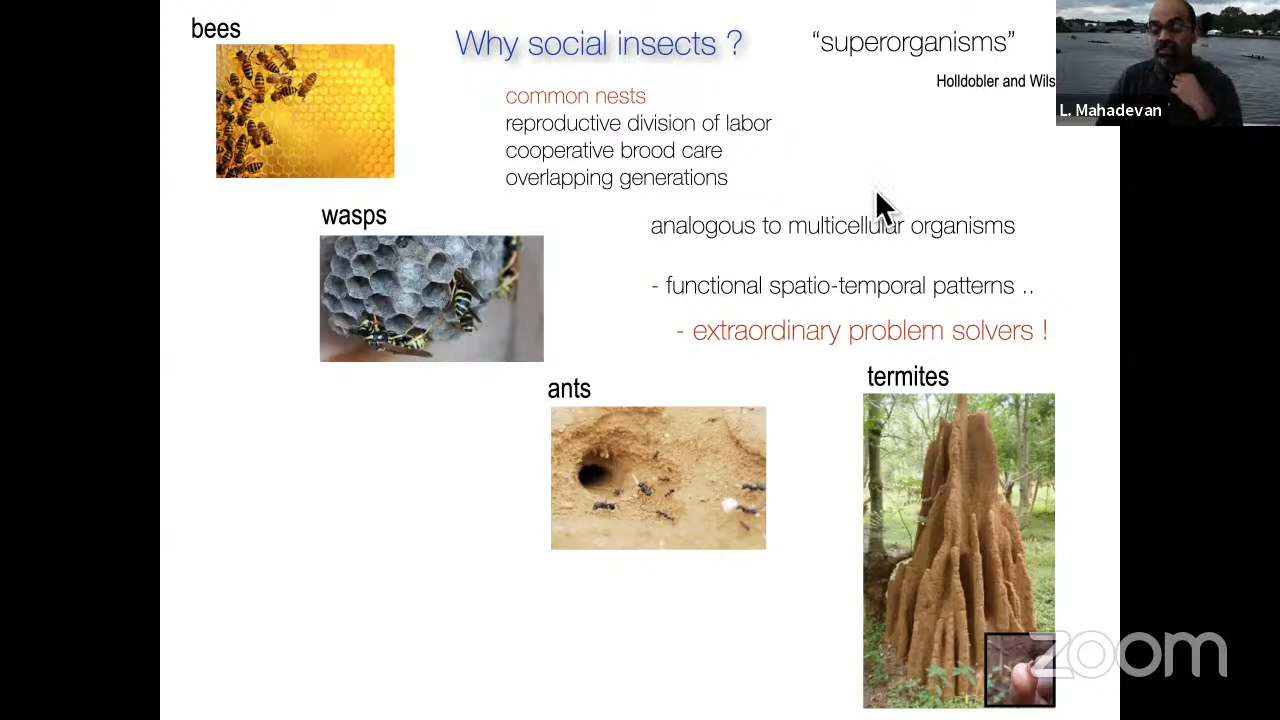 bees
Why social insects ?
“superorganisms”
Holldobler and Wils
L. Mahadevan
common nests
reproductive division of labor
cooperative brood care
overlapping generations
wasps
analogous to multicellular organisms
- functional spatio-temporal patterns ..
- extraordinary problem solvers !
ants
termites
zoom